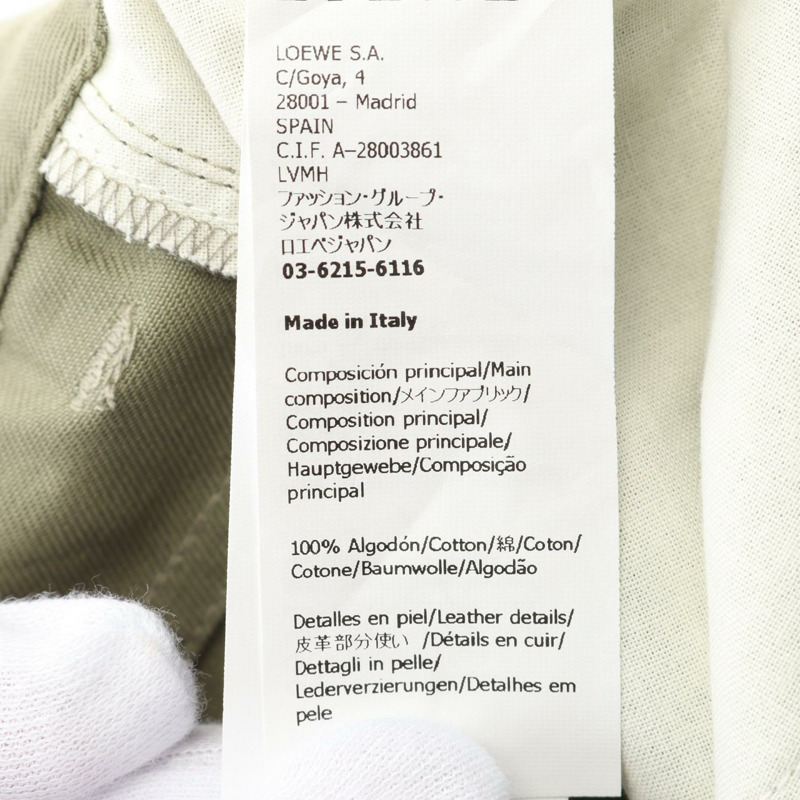 LOEWE S.A.
C/Goya, 4
28001 – Madrid
SPAIN
C.I.F. A–28003861
LVMH
ファッション・グループ・
ジャパン株式会社
ロエベジャパン
03-6215-6116
Made in Italy
Composición principal/Main
composition/メインファブリック/
Composition principal/
Composizione principale/
Hauptgewebe/Composição
principal
100% Algodón/Cotton/綿/Coton/
Cotone/Baumwolle/Algodão
Detalles en piel/Leather details/
皮革部分使い /Détails en cuir/
Dettagli in pelle/
Lederverzierungen/Detalhes em
pele